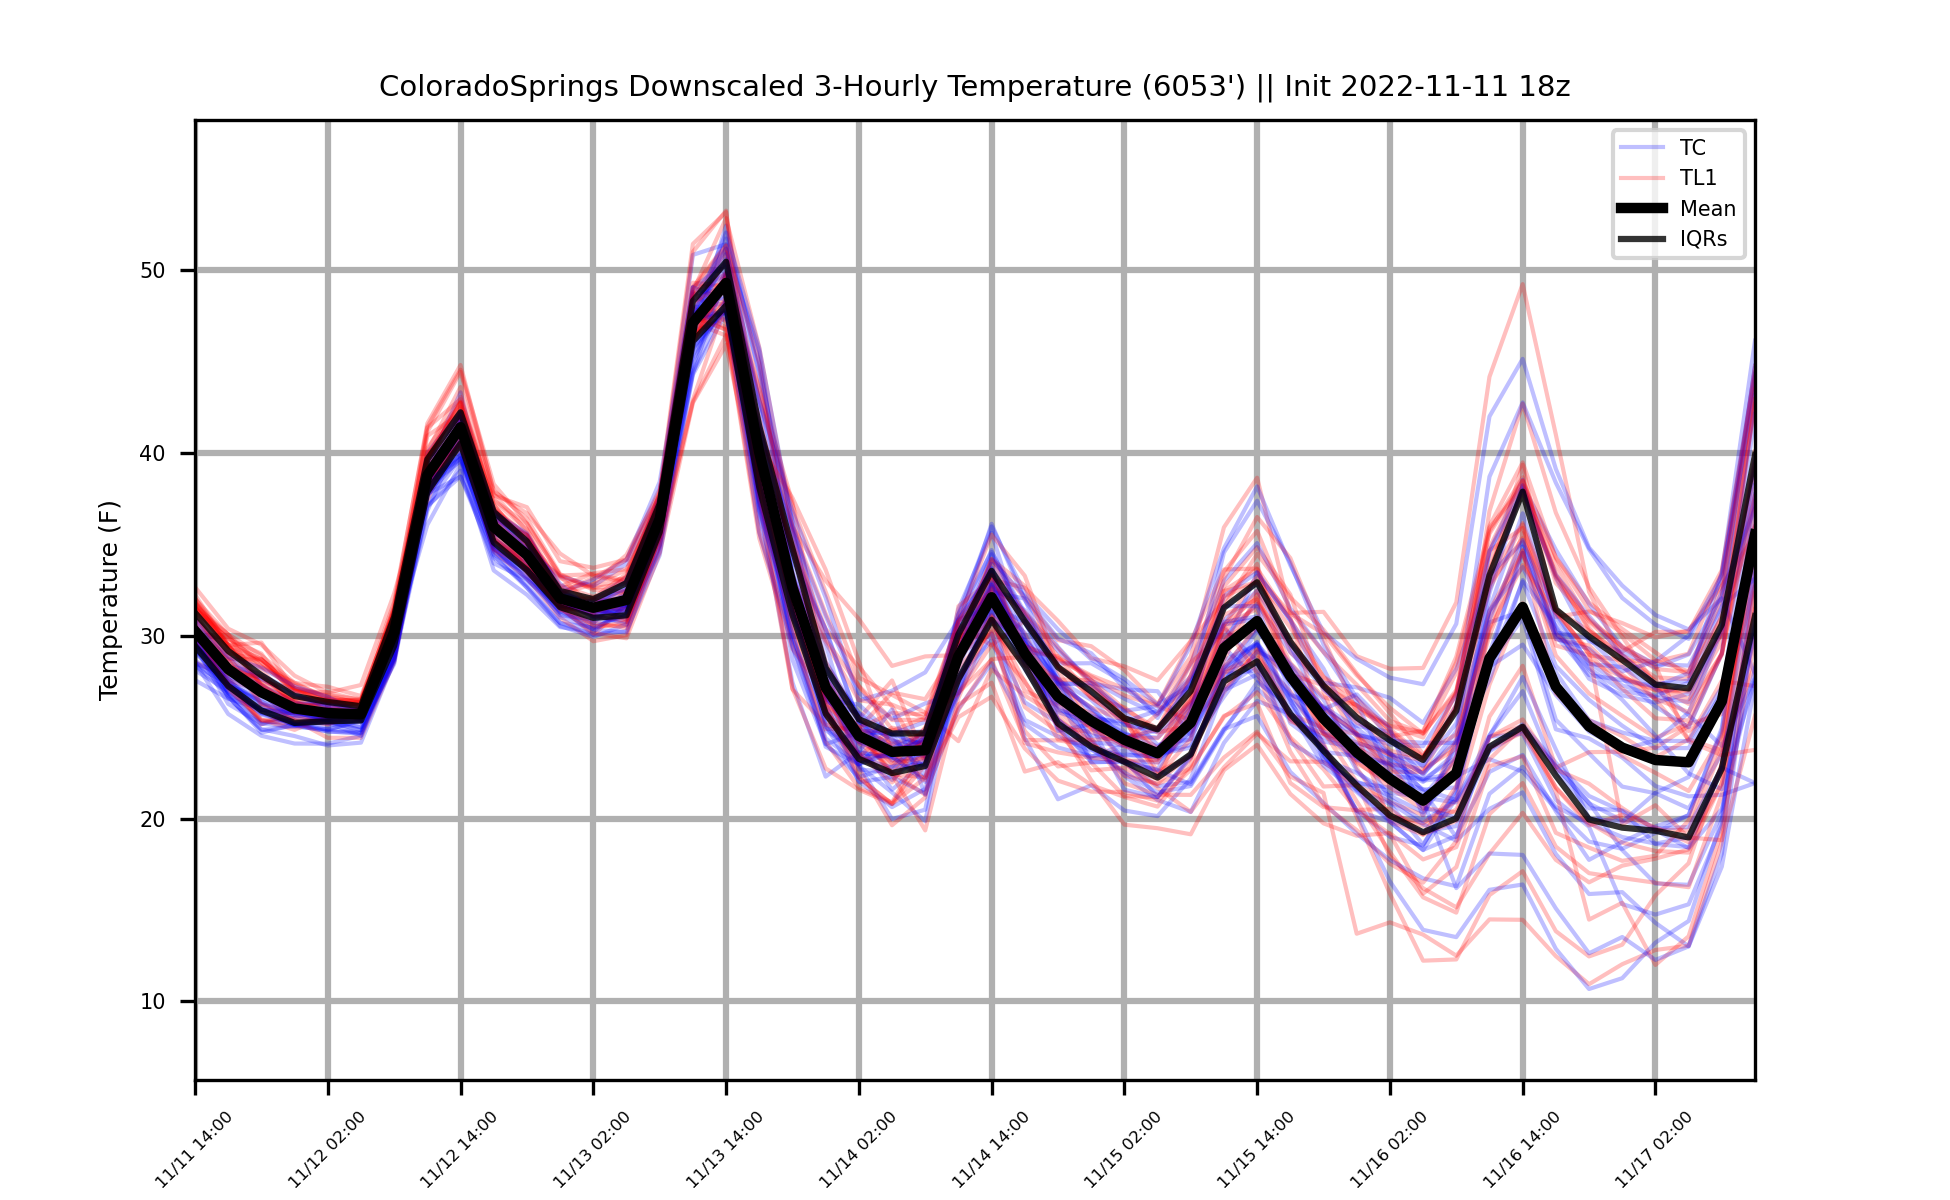 ColoradoSprings Downscaled 3-Hourly Temperature (6053') || Init 2022-11-11 18z
TC
TL1
Mean
IQRs
Temperature (F)
50
40
30
20
10
11/11 14:00
11/12 02:00
11/12 14:00
11/13 02:00
11/13 14:00
11/14 02:00
11/14 14:00
11/15 02:00
11/15 14:00
11/16 02:00
11/16 14:00
11/17 02:00